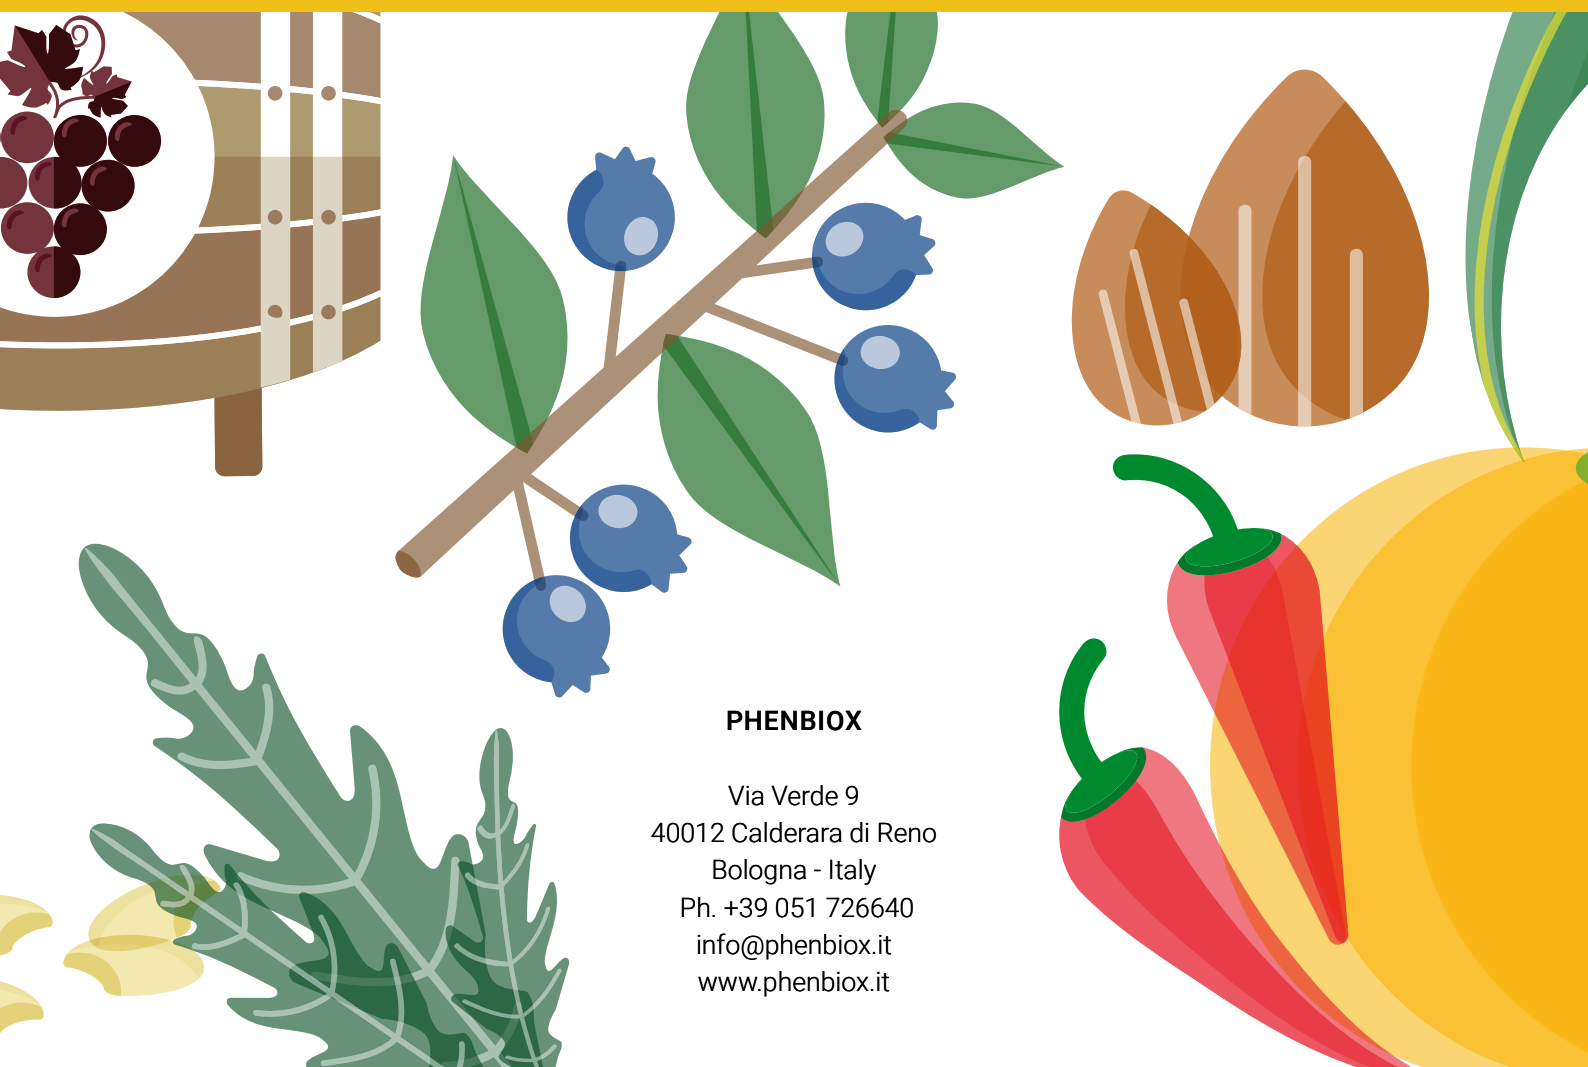 PHENBIOX
Via Verde 9
40012 Calderara di Reno
Bologna - Italy
Ph. +39 051 726640
info@phenbiox.it
www.phenbiox.it